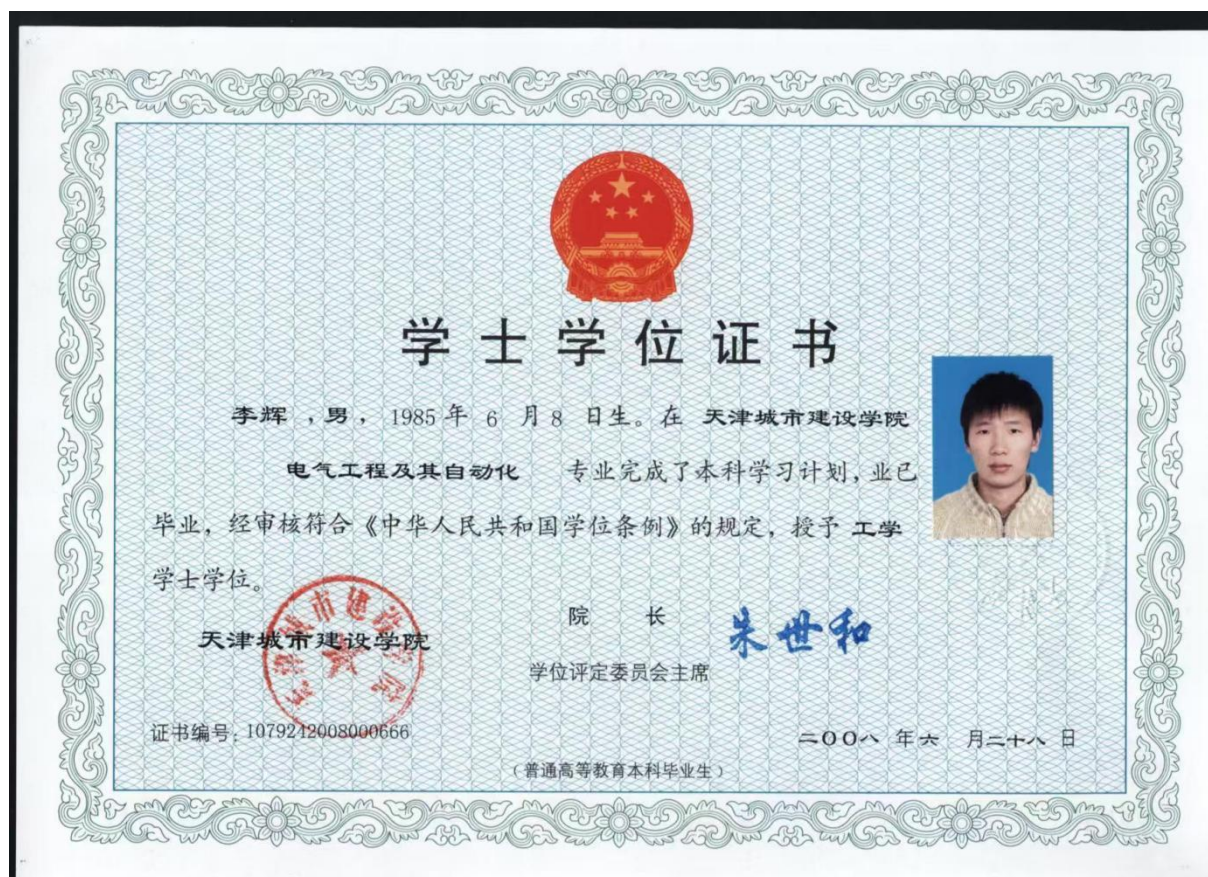 学士学位证书
李辉 ，男， 1985 年 6 月 8 日生。在 天津城市建设学院
电气工程及其自动化 专业完成了本科学习计划，业已
毕业，经审核符合《中华人民共和国学位条例》的规定，授予 工学
学士学位。
天津城市建设学院
院 长 朱世和
学位评定委员会主席
证书编号：1079242008000666
二〇〇八 年六 月二十八 日
（普通高等教育本科毕业生）